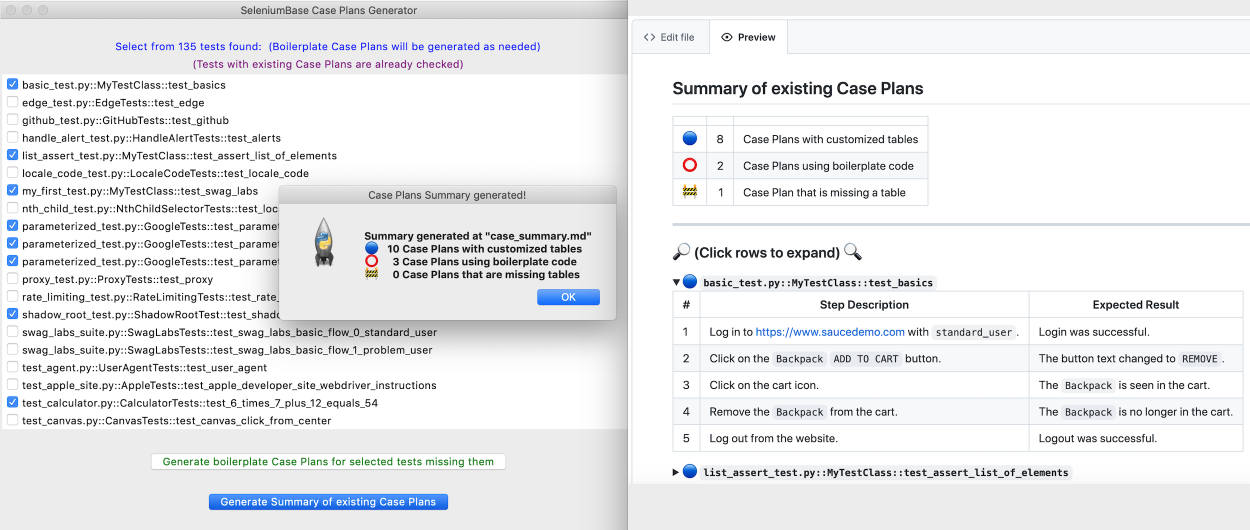 SeleniumBase Case Plans Generator
Select from 135 tests found: (Boilerplate Case Plans will be generated as needed)
(Tests with existing Case Plans are already checked)
basic_test.py::MyTestClass::test_basics
edge_test.py::EdgeTests::test_edge
github_test.py::GitHubTests::test_github
handle_alert_test.py::HandleAlertTests::test_alerts
list_assert_test.py::MyTestClass::test_assert_list_of_elements
locale_code_test.py::LocaleCodeTests::test_locale_code
my_first_test.py::MyTestClass::test_swag_labs
nth_child_test.py::NthChildSelectorTests::test_loc
parameterized_test.py::GoogleTests::test_paramet
parameterized_test.py::GoogleTests::test_paramet
parameterized_test.py::GoogleTests::test_paramet
proxy_test.py::ProxyTests::test_proxy
rate_limiting_test.py::RateLimitingTests::test_rate_
shadow_root_test.py::ShadowRootTest::test_shado
swag_labs_suite.py::SwagLabsTests::test_swag_labs_basic_flow_0_standard_user
swag_labs_suite.py::SwagLabsTests::test_swag_labs_basic_flow_1_problem_user
test_agent.py::UserAgentTests::test_user_agent
test_apple_site.py::AppleTests::test_apple_developer_site_webdriver_instructions
test_calculator.py::CalculatorTests::test_6_times_7_plus_12_equals_54
test_canvas.py::CanvasTests::test_canvas_click_from_center
Generate boilerplate Case Plans for selected tests missing them
Generate Summary of existing Case Plans
Case Plans Summary generated!
Summary generated at "case_summary.md"
10 Case Plans with customized tables
3 Case Plans using boilerplate code
0 Case Plans that are missing tables
OK
Edit file
Preview
Summary of existing Case Plans
8 Case Plans with customized tables
2 Case Plans using boilerplate code
1 Case Plan that is missing a table
(Click rows to expand)
basic_test.py::MyTestClass::test_basics
# Step Description Expected Result
1 Log in to https://www.saucedemo.com with standard_user . Login was successful.
2 Click on the Backpack ADD TO CART button. The button text changed to REMOVE .
3 Click on the cart icon. The Backpack is seen in the cart.
4 Remove the Backpack from the cart. The Backpack is no longer in the cart.
5 Log out from the website. Logout was successful.
list_assert_test.py::MyTestClass::test_assert_list_of_elements